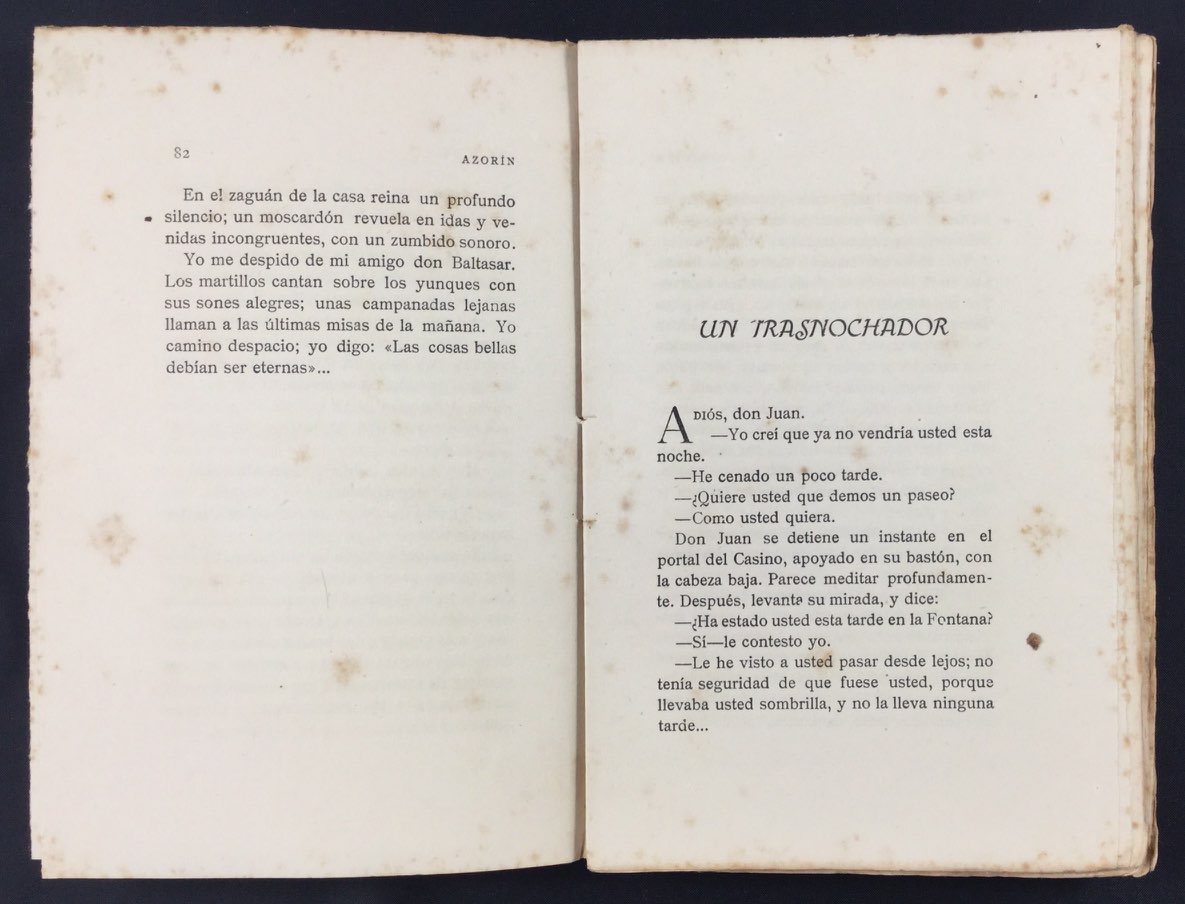 82
AZORÍN
En el zaguán de la casa reina un profundo
silencio; un moscardón revuela en idas y ve-
nidas incongruentes, con un zumbido sonoro.
Yo me despido de mi amigo don Baltasar.
Los martillos cantan sobre los yunques con
sus sones alegres; unas campanadas lejanas
llaman a las últimas misas de la mañana. Yo
camino despacio; yo digo: «Las cosas bellas
debían ser eternas»...
UN TRASNOCHADOR
ADIÓS, don Juan.
—Yo creí que ya no vendría usted esta
noche.
—He cenado un poco tarde.
—¿Quiere usted que demos un paseo?
—Como usted quiera.
Don Juan se detiene un instante en el
portal del Casino, apoyado en su bastón, con
la cabeza baja. Parece meditar profundamen-
te. Después, levanta su mirada, y dice:
—¿Ha estado usted esta tarde en la Fontana?
—Sí—le contesto yo.
—Le he visto a usted pasar desde lejos; no
tenía seguridad de que fuese usted, porque
llevaba usted sombrilla, y no la lleva ninguna
tarde...